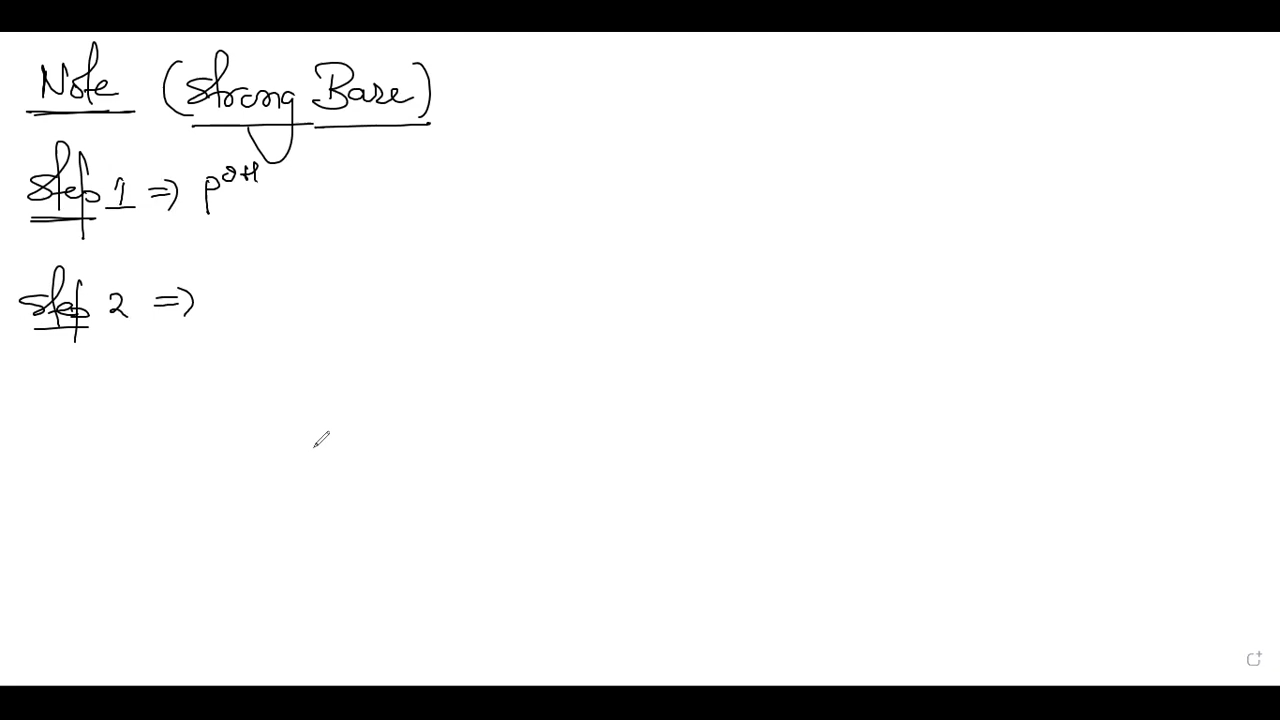 Note (Strong Base)
Step 1 => pOH
Step 2 =>